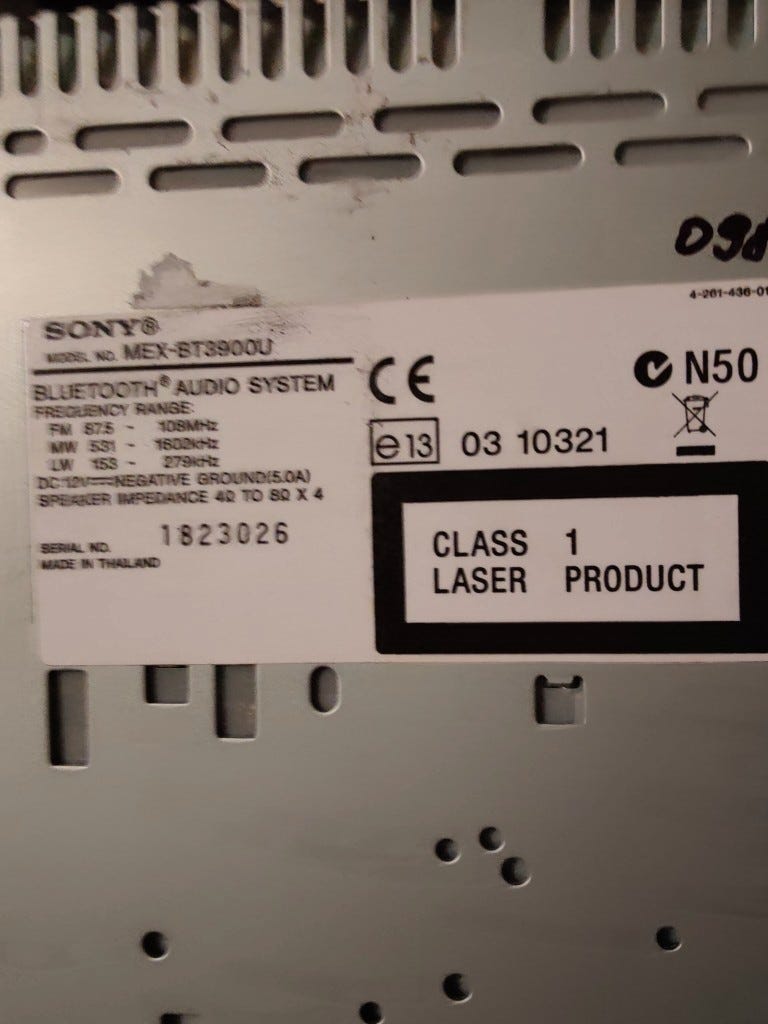 098
4-261-436-01
SONY®
MODEL NO. MEX-BT3900U
BLUETOOTH® AUDIO SYSTEM
FREQUENCY RANGE:
FM 87.5 - 108MHz
MW 531 - 1602kHz
LW 153 - 279kHz
DC 12V⎓NEGATIVE GROUND(5.0A)
SPEAKER IMPEDANCE 4Ω TO 8Ω X 4
SERIAL NO. 1823026
MADE IN THAILAND
CE
N50
e13 03 10321
CLASS 1
LASER PRODUCT